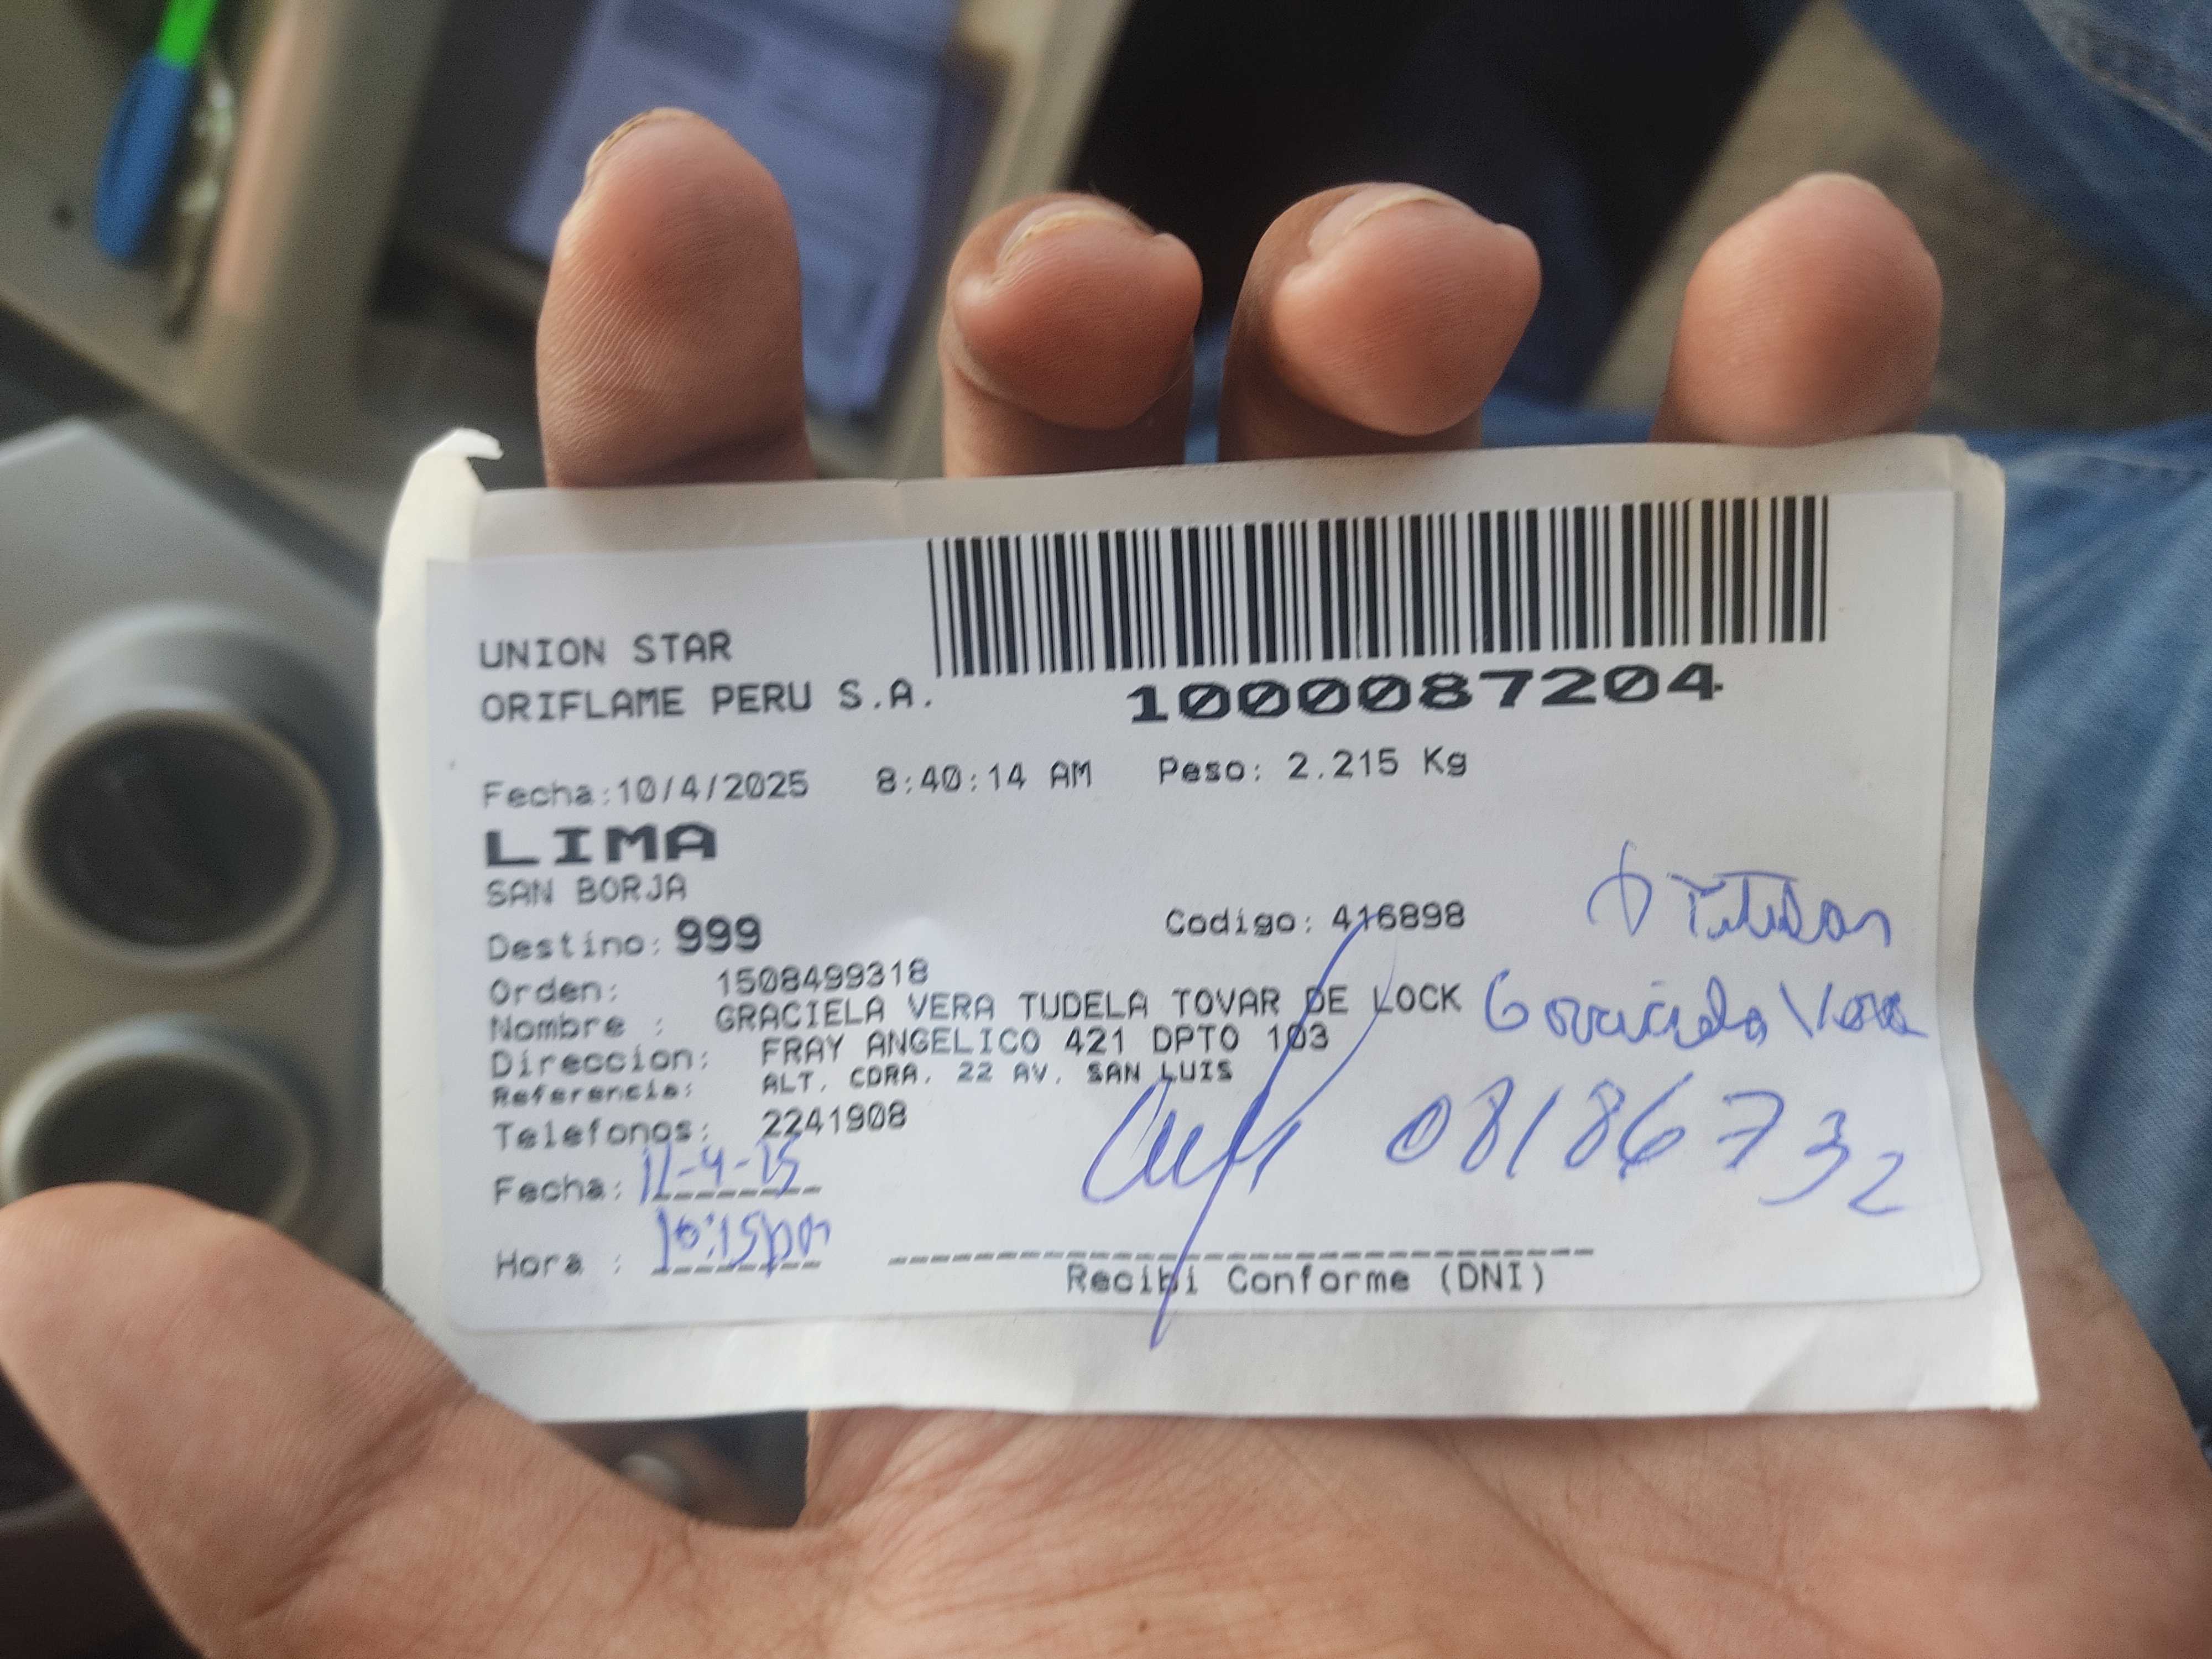 UNION STAR
ORIFLAME PERU S.A.
1000087204
Fecha:10/4/2025 8:40:14 AM Peso: 2.215 Kg
LIMA
SAN BORJA
Destino: 999 Codigo: 416898
Titular
Orden: 1508499318
Nombre : GRACIELA VERA TUDELA TOVAR DE LOCK
Graciela Vera
Direccion: FRAY ANGELICO 421 DPTO 103
Referencia: ALT. CDRA. 22 AV. SAN LUIS
Telefonos: 2241908
08186732
Fecha: 11-4-25
Hora : 10:15pm
Recibi Conforme (DNI)